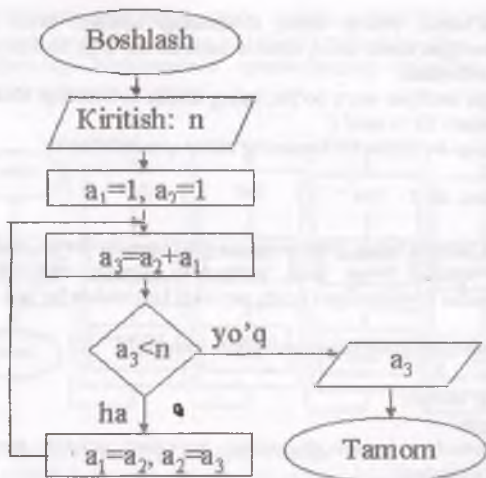 Boshlash
Kiritish: n
a₁=1, a₂=1
a₃=a₂+a₁
a₃<n
yo'q
a₃
ha
Tamom
a₁=a₂, a₂=a₃